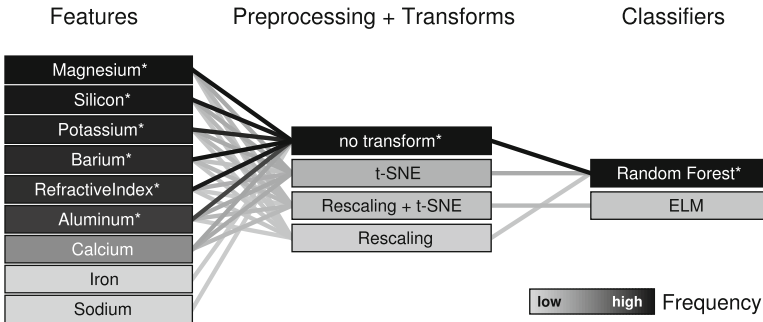 Features
Preprocessing + Transforms
Classifiers
Magnesium*
Silicon*
Potassium*
Barium*
RefractiveIndex*
Aluminum*
Calcium
Iron
Sodium
no transform*
t-SNE
Rescaling + t-SNE
Rescaling
Random Forest*
ELM
low high Frequency